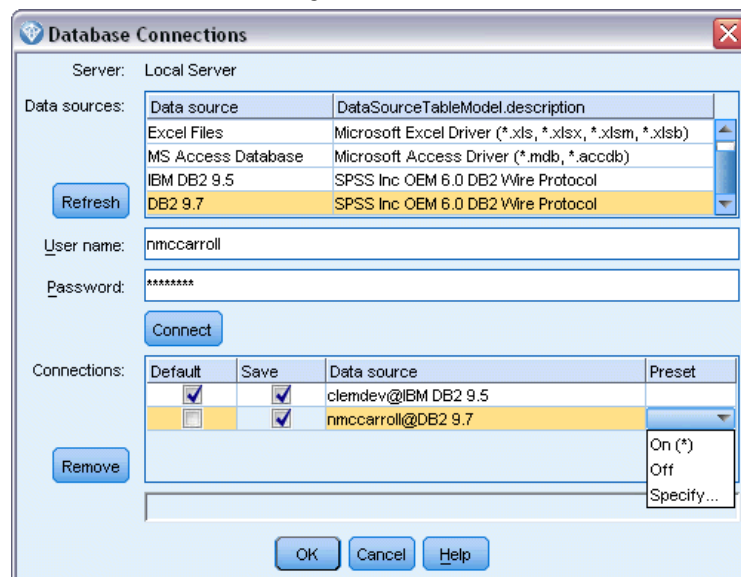 Database Connections
Server: Local Server
Data sources: Data source DataSourceTableModel.description
Excel Files Microsoft Excel Driver (*.xls, *.xlsx, *.xlsm, *.xlsb)
MS Access Database Microsoft Access Driver (*.mdb, *.accdb)
IBM DB2 9.5 SPSS Inc OEM 6.0 DB2 Wire Protocol
Refresh DB2 9.7 SPSS Inc OEM 6.0 DB2 Wire Protocol
User name: nmccarroll
Password: ********
Connect
Connections: Default Save Data source Preset
clemdev@IBM DB2 9.5
nmccarroll@DB2 9.7
On (*)
Remove Off
Specify...
OK Cancel Help